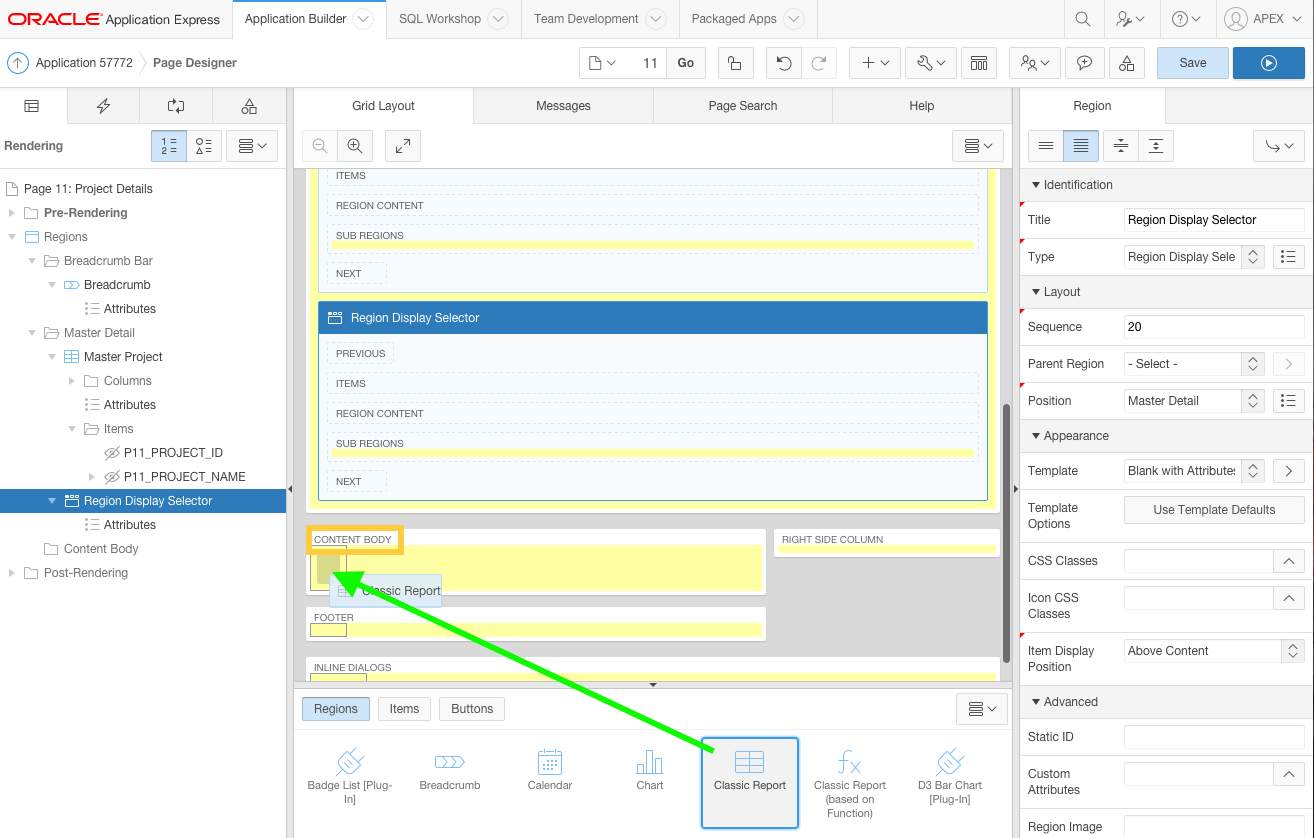 ORACLE Application Express
Application Builder
SQL Workshop
Team Development
Packaged Apps
APEX
Application 57772
Page Designer
11
Go
Save
Rendering
Page 11: Project Details
Pre-Rendering
Regions
Breadcrumb Bar
Breadcrumb
Attributes
Master Detail
Master Project
Columns
Attributes
Items
P11_PROJECT_ID
P11_PROJECT_NAME
Region Display Selector
Attributes
Content Body
Post-Rendering
Grid Layout
Messages
Page Search
Help
ITEMS
REGION CONTENT
SUB REGIONS
NEXT
Region Display Selector
PREVIOUS
ITEMS
REGION CONTENT
SUB REGIONS
NEXT
CONTENT BODY
RIGHT SIDE COLUMN
Classic Report
FOOTER
INLINE DIALOGS
Regions
Items
Buttons
Badge List [Plug-
In]
Breadcrumb
Calendar
Chart
Classic Report
Classic Report
(based on
Function)
D3 Bar Chart
[Plug-In]
Region
Identification
Title
Region Display Selector
Type
Region Display Sele
Layout
Sequence
20
Parent Region
- Select -
Position
Master Detail
Appearance
Template
Blank with Attributes
Template
Options
Use Template Defaults
CSS Classes
Icon CSS
Classes
Item Display
Position
Above Content
Advanced
Static ID
Custom
Attributes
Region Image